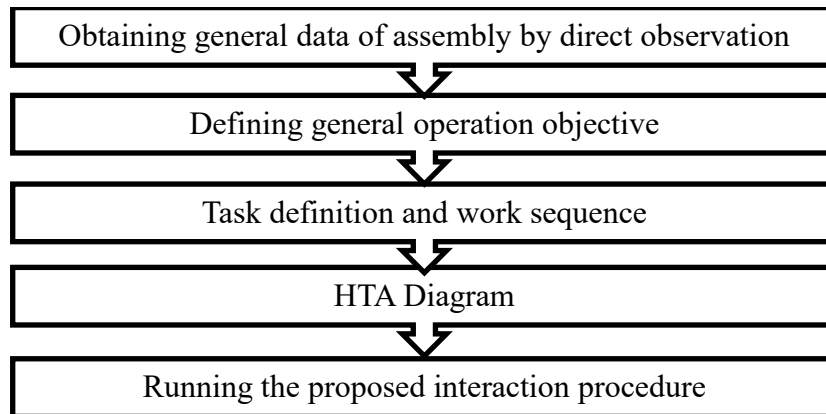 Obtaining general data of assembly by direct observation
Defining general operation objective
Task definition and work sequence
HTA Diagram
Running the proposed interaction procedure